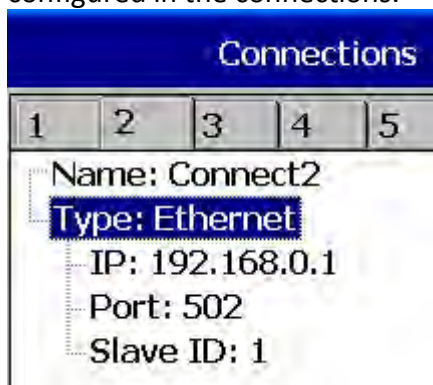 configured in the connections.
Connections
1 2 3 4 5
Name: Connect2
Type: Ethernet
IP: 192.168.0.1
Port: 502
Slave ID: 1